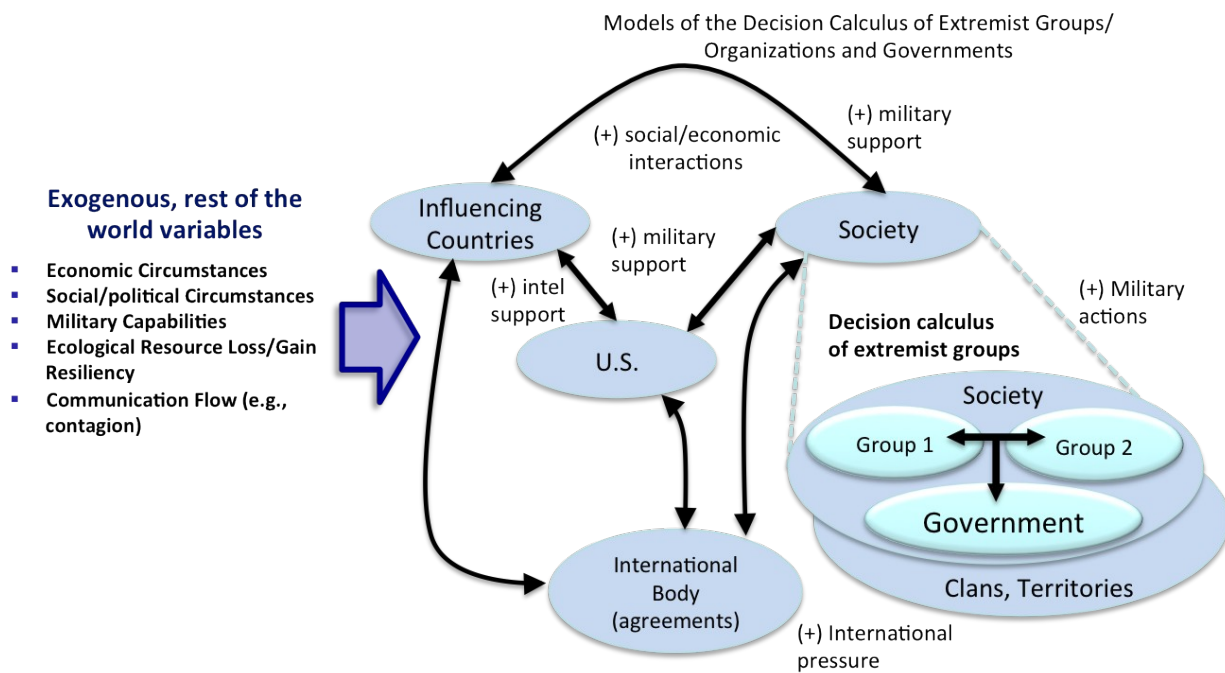 Models of the Decision Calculus of Extremist Groups/
Organizations and Governments
(+) social/economic
interactions
(+) military
support
Exogenous, rest of the
world variables
▪ Economic Circumstances
▪ Social/political Circumstances
▪ Military Capabilities
▪ Ecological Resource Loss/Gain
Resiliency
▪ Communication Flow (e.g.,
contagion)
Influencing
Countries
Society
(+) military
support
(+) intel
support
U.S.
(+) Military
actions
Decision calculus
of extremist groups
Society
Group 1
Group 2
Government
Clans, Territories
International
Body
(agreements)
(+) International
pressure